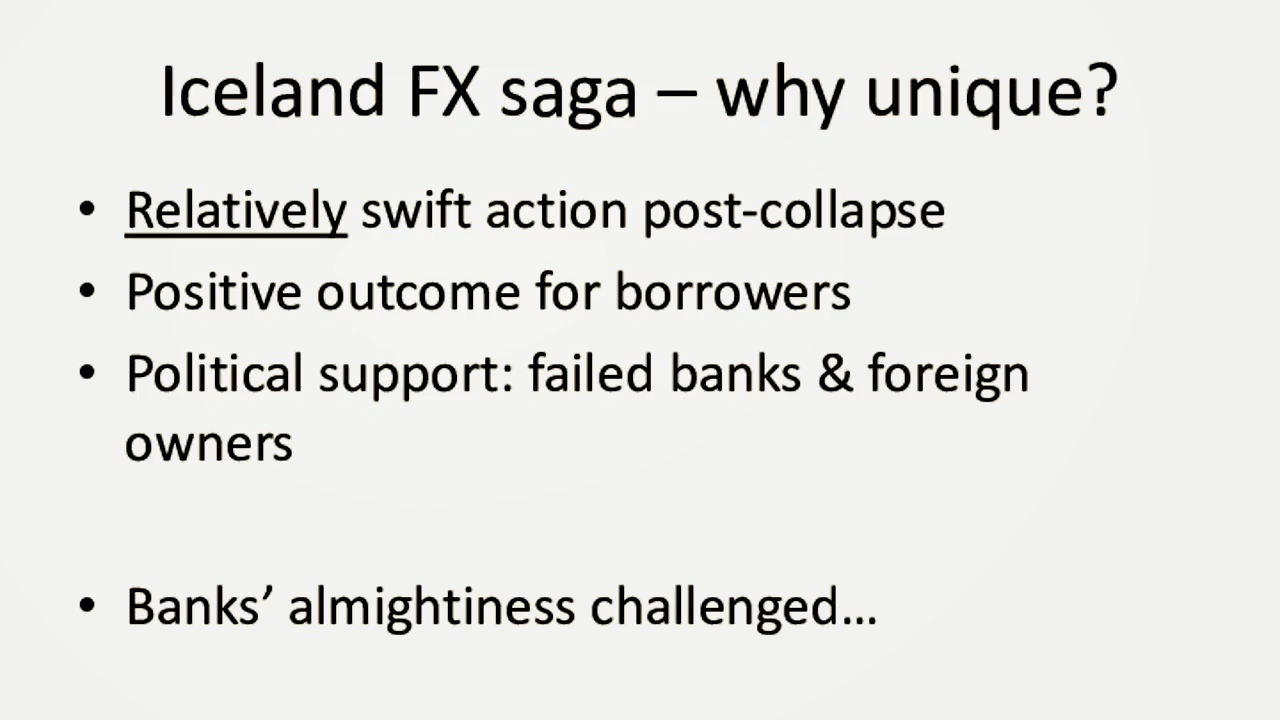 Iceland FX saga – why unique?
• Relatively swift action post-collapse
• Positive outcome for borrowers
• Political support: failed banks & foreign
owners
• Banks’ almightiness challenged…